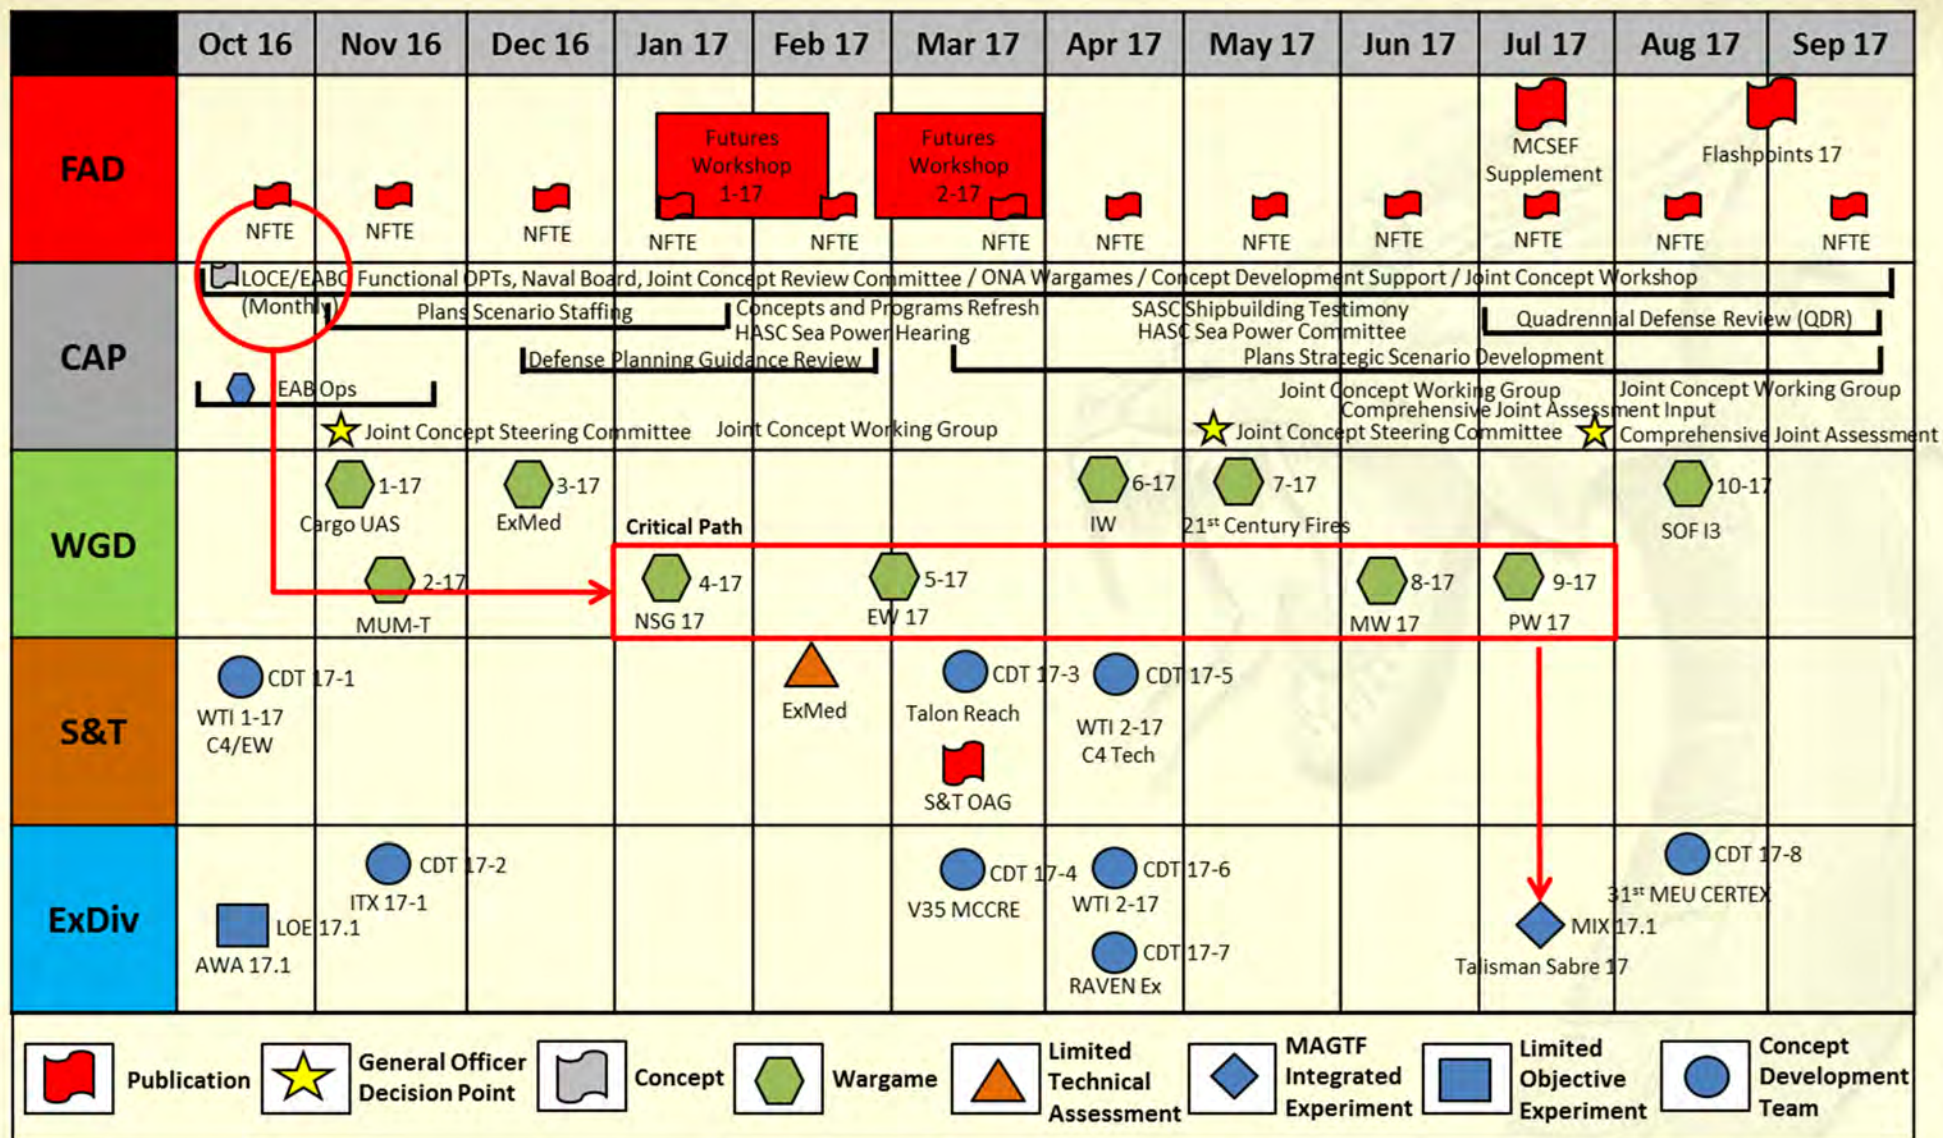 Oct 16
Nov 16
Dec 16
Jan 17
Feb 17
Mar 17
Apr 17
May 17
Jun 17
Jul 17
Aug 17
Sep 17
FAD
Futures
Workshop
1-17
Futures
Workshop
2-17
MCSEF
Supplement
Flashpoints 17
NFTE
NFTE
NFTE
NFTE
NFTE
NFTE
NFTE
NFTE
NFTE
NFTE
NFTE
NFTE
CAP
LOCE/EABO Functional OPTs, Naval Board, Joint Concept Review Committee / ONA Wargames / Concept Development Support / Joint Concept Workshop
(Monthly)
Plans Scenario Staffing
Concepts and Programs Refresh
HASC Sea Power Hearing
SASC Shipbuilding Testimony
HASC Sea Power Committee
Quadrennial Defense Review (QDR)
Defense Planning Guidance Review
Plans Strategic Scenario Development
EAB Ops
Joint Concept Working Group
Joint Concept Working Group
Comprehensive Joint Assessment Input
Joint Concept Steering Committee
Joint Concept Working Group
Joint Concept Steering Committee
Comprehensive Joint Assessment
WGD
1-17
Cargo UAS
3-17
ExMed
6-17
IW
7-17
21st Century Fires
10-17
SOF I3
Critical Path
2-17
MUM-T
4-17
NSG 17
5-17
EW 17
8-17
MW 17
9-17
PW 17
S&T
CDT 17-1
WTI 1-17
C4/EW
ExMed
CDT 17-3
Talon Reach
S&T OAG
CDT 17-5
WTI 2-17
C4 Tech
ExDiv
LOE 17.1
AWA 17.1
CDT 17-2
ITX 17-1
CDT 17-4
V35 MCCRE
CDT 17-6
WTI 2-17
CDT 17-7
RAVEN Ex
MIX 17.1
Talisman Sabre 17
CDT 17-8
31st MEU CERTEX
Publication
General Officer
Decision Point
Concept
Wargame
Limited
Technical
Assessment
MAGTF
Integrated
Experiment
Limited
Objective
Experiment
Concept
Development
Team